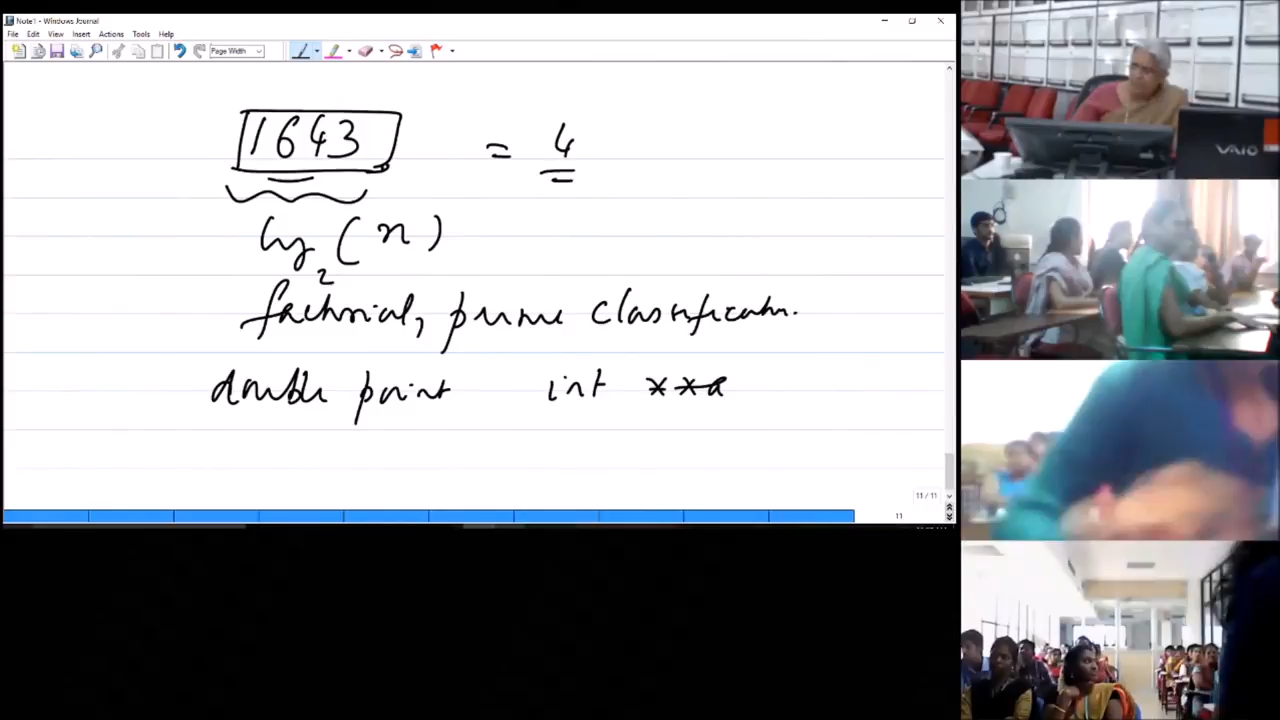 Note1 - Windows Journal
File Edit View Insert Actions Tools Help
Page Width
1643 = 4
log2 (n)
factorial, prime classification.
double point int **a
11 / 11
11
VAIO